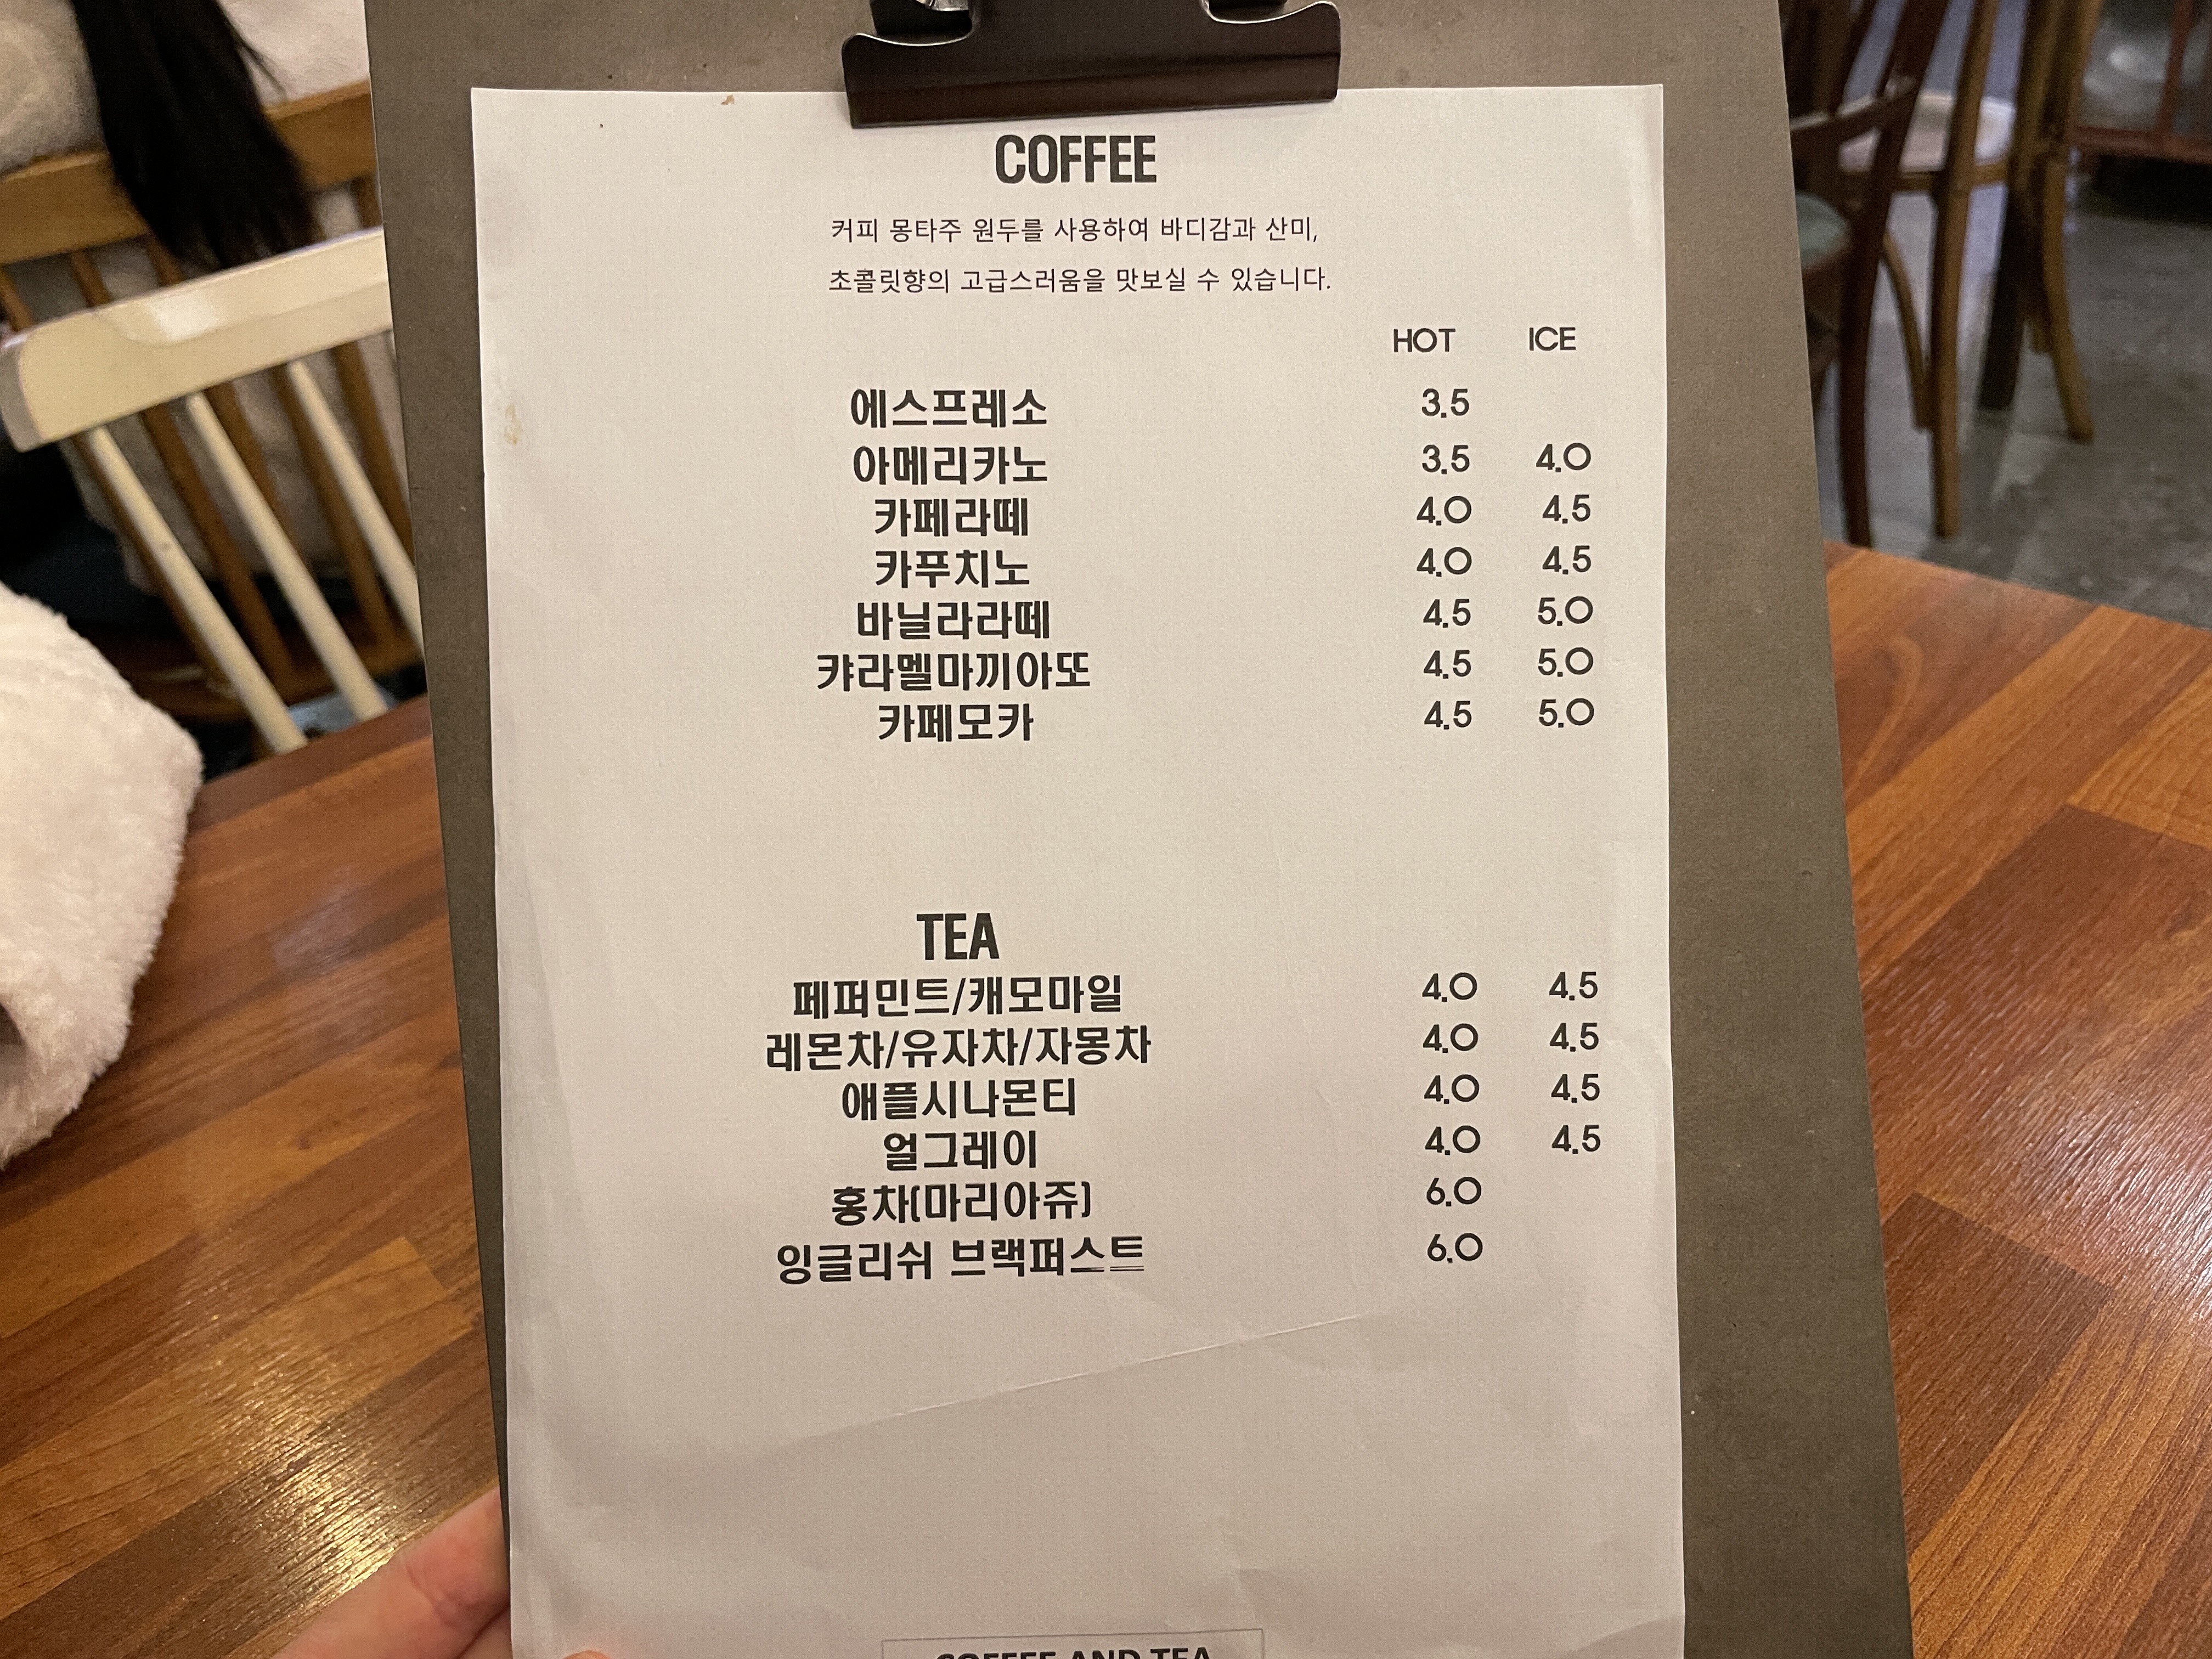 COFFEE
커피 몽타주 원두를 사용하여 바디감과 산미,
초콜릿향의 고급스러움을 맛보실 수 있습니다.
HOT ICE
에스프레소 3.5
아메리카노 3.5 4.0
카페라떼 4.0 4.5
카푸치노 4.0 4.5
바닐라라떼 4.5 5.0
캬라멜마끼아또 4.5 5.0
카페모카 4.5 5.0
TEA
페퍼민트/캐모마일 4.0 4.5
레몬차/유자차/자몽차 4.0 4.5
애플시나몬티 4.0 4.5
얼그레이 4.0 4.5
홍차(마리아쥬) 6.0
잉글리쉬 브랙퍼스트 6.0
COFFEE AND TEA